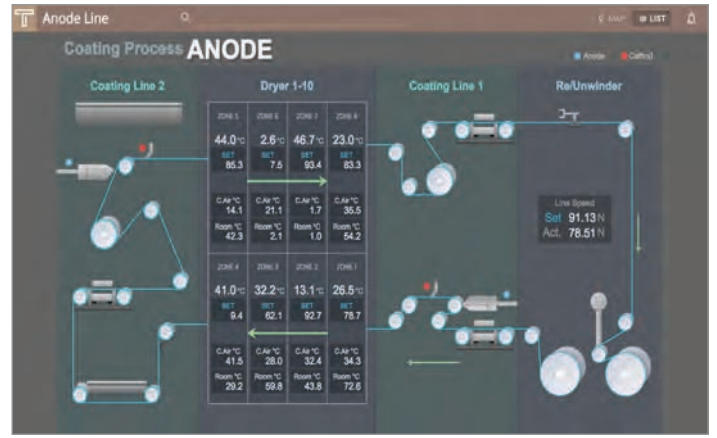 Anode Line
MAP LIST
Coating Process ANODE
Anode
Coating Line 2
Dryer 1-10
Coating Line 1
Re/Unwinder
ZONE 5 ZONE 6 ZONE 7 ZONE 8
44.0°C 2.6°C 46.7°C 23.0°C
SET SET SET SET
85.3 7.5 93.4 83.3
C.Air °C C.Air °C C.Air °C C.Air °C
14.1 21.1 1.7 35.5
Room °C Room °C Room °C Room °C
42.3 2.1 1.0 54.2
Line Speed
Set 91.13 N
Act. 78.51 N
ZONE 4 ZONE 3 ZONE 2 ZONE 1
41.0°C 32.2°C 13.1°C 26.5°C
SET SET SET SET
9.4 62.1 92.7 78.7
C.Air °C C.Air °C C.Air °C C.Air °C
41.5 28.0 32.4 34.3
Room °C Room °C Room °C Room °C
29.2 59.8 43.8 72.6